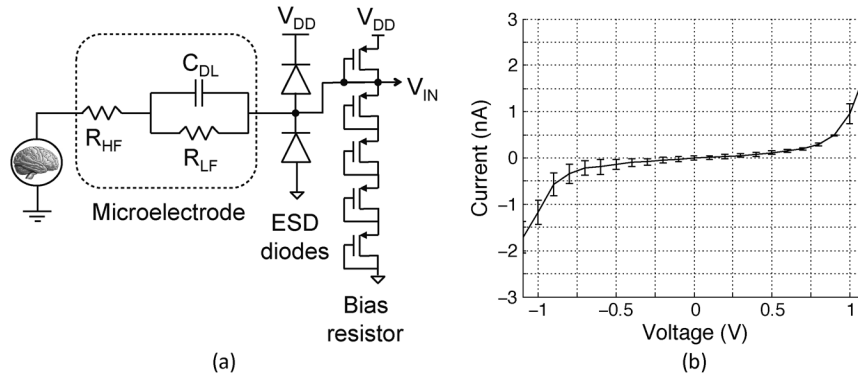 V_DD
V_DD
C_DL
V_IN
R_HF
R_LF
Microelectrode
ESD
diodes
Bias
resistor
(a)
3
2
1
0
−1
−2
−3
Current (nA)
−1
−0.5
0
0.5
1
Voltage (V)
(b)